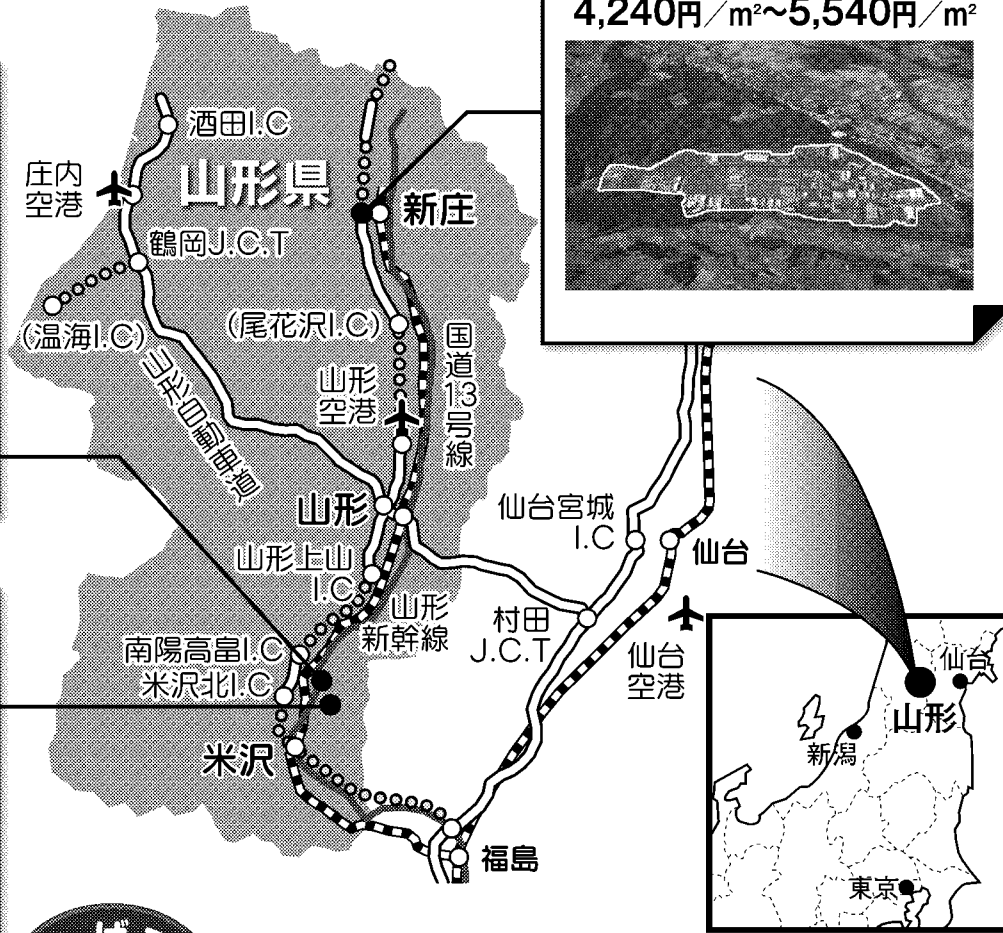 4,240円／m²～5,540円／m²
酒田I.C
庄内
空港
山形県
新庄
鶴岡J.C.T
(温海I.C)
(尾花沢I.C)
国道13号線
山形
空港
山形自動車道
山形
仙台宮城
I.C
仙台
山形上山
I.C
山形
新幹線
村田
J.C.T
仙台
空港
南陽高畠I.C
米沢北I.C
米沢
福島
仙台
山形
新潟
東京